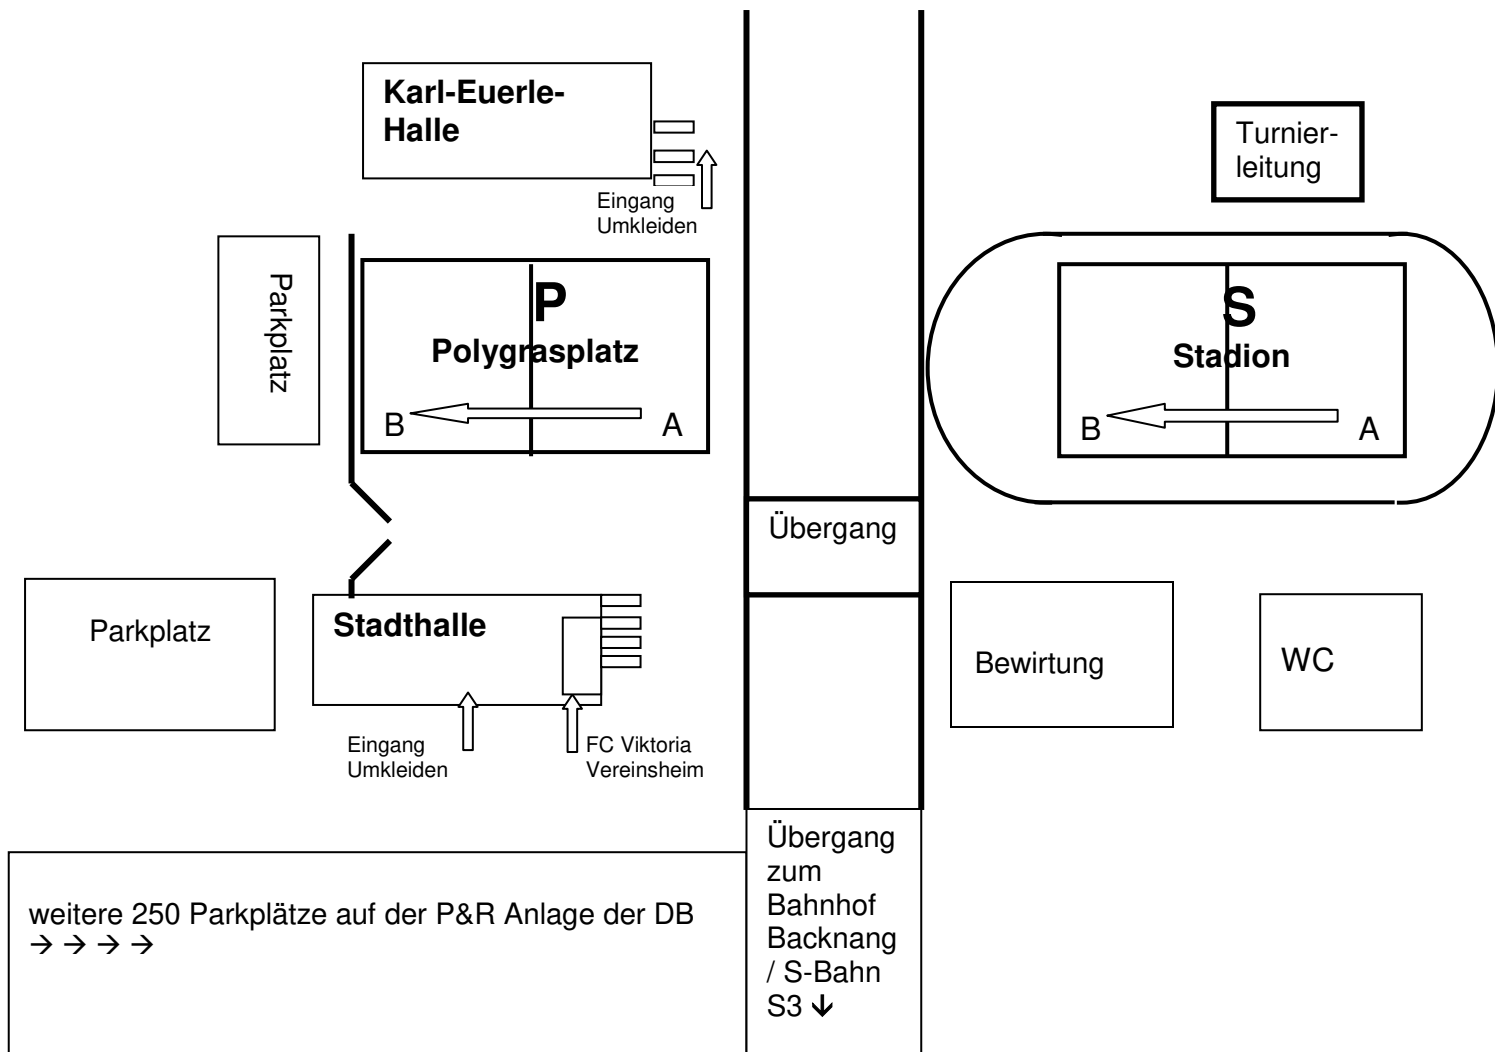 Karl-Euerle-
Halle
Eingang
Umkleiden
Turnier-
leitung
Parkplatz
P
Polygrasplatz
B
A
S
Stadion
B
A
Übergang
Parkplatz
Stadthalle
Eingang
Umkleiden
FC Viktoria
Vereinsheim
Bewirtung
WC
weitere 250 Parkplätze auf der P&R Anlage der DB
→ → → →
Übergang
zum
Bahnhof
Backnang
/ S-Bahn
S3 ↓